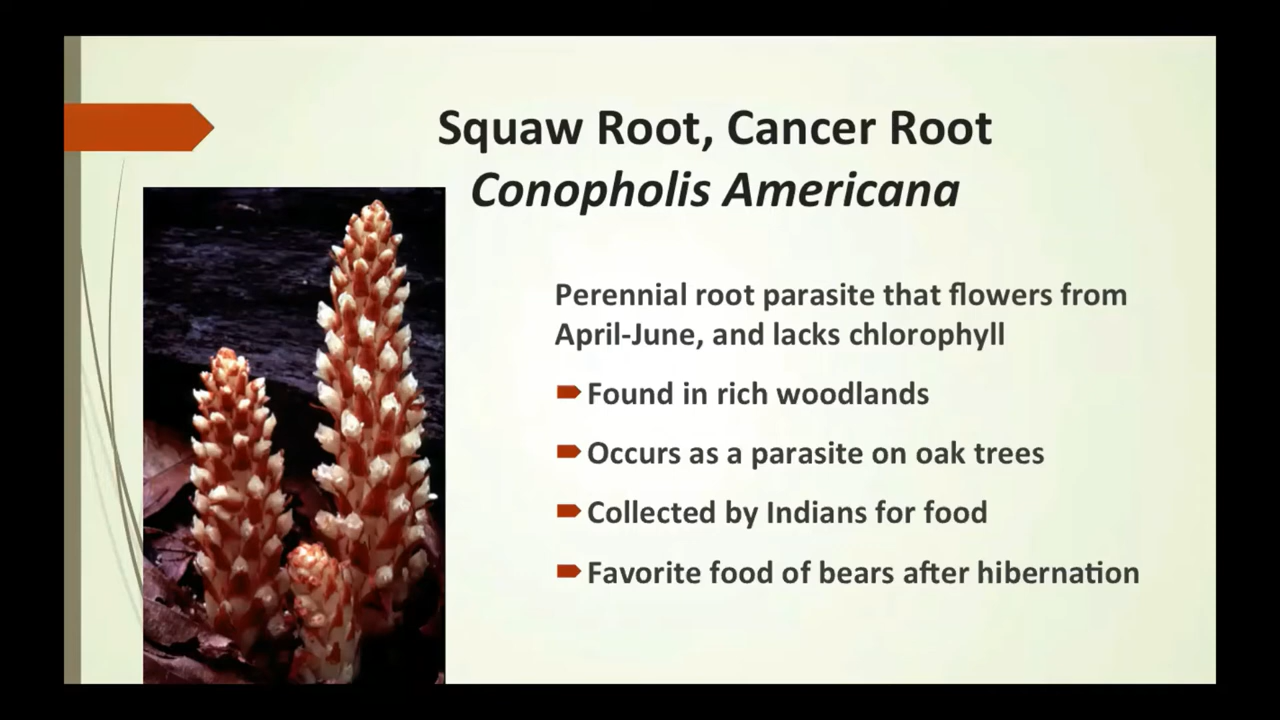 Squaw Root, Cancer Root
Conopholis Americana
Perennial root parasite that flowers from
April-June, and lacks chlorophyll
Found in rich woodlands
Occurs as a parasite on oak trees
Collected by Indians for food
Favorite food of bears after hibernation